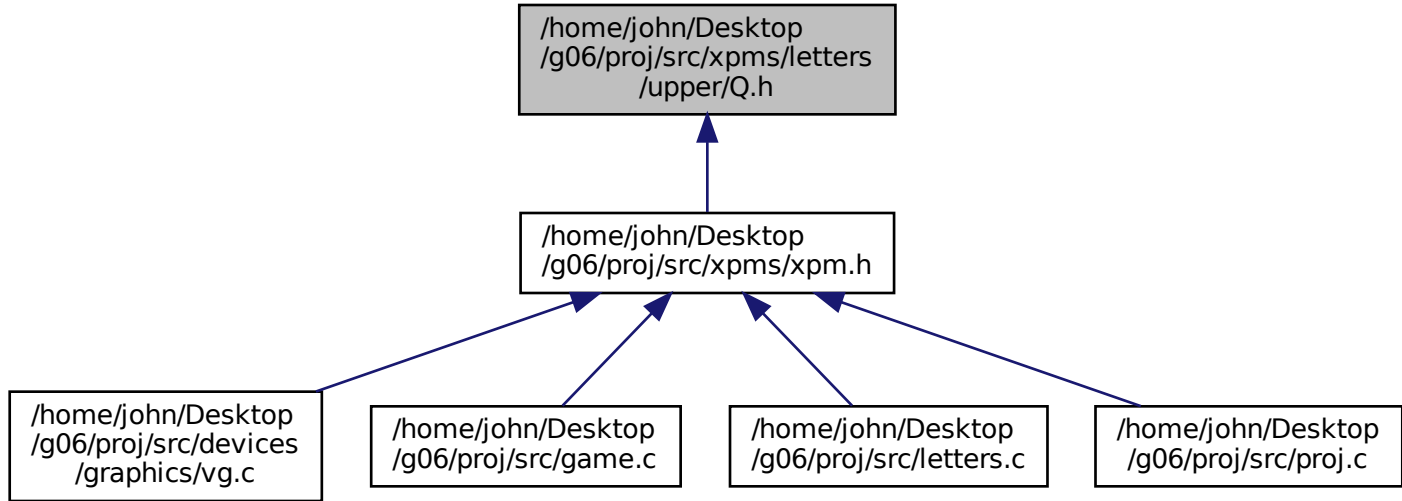 /home/john/Desktop
/g06/proj/src/xpms/letters
/upper/Q.h
/home/john/Desktop
/g06/proj/src/xpms/xpm.h
/home/john/Desktop
/g06/proj/src/devices
/graphics/vg.c
/home/john/Desktop
/g06/proj/src/game.c
/home/john/Desktop
/g06/proj/src/letters.c
/home/john/Desktop
/g06/proj/src/proj.c